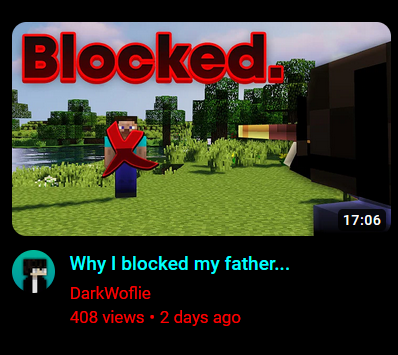 Blocked.
17:06
Why I blocked my father...
DarkWoflie
408 views • 2 days ago